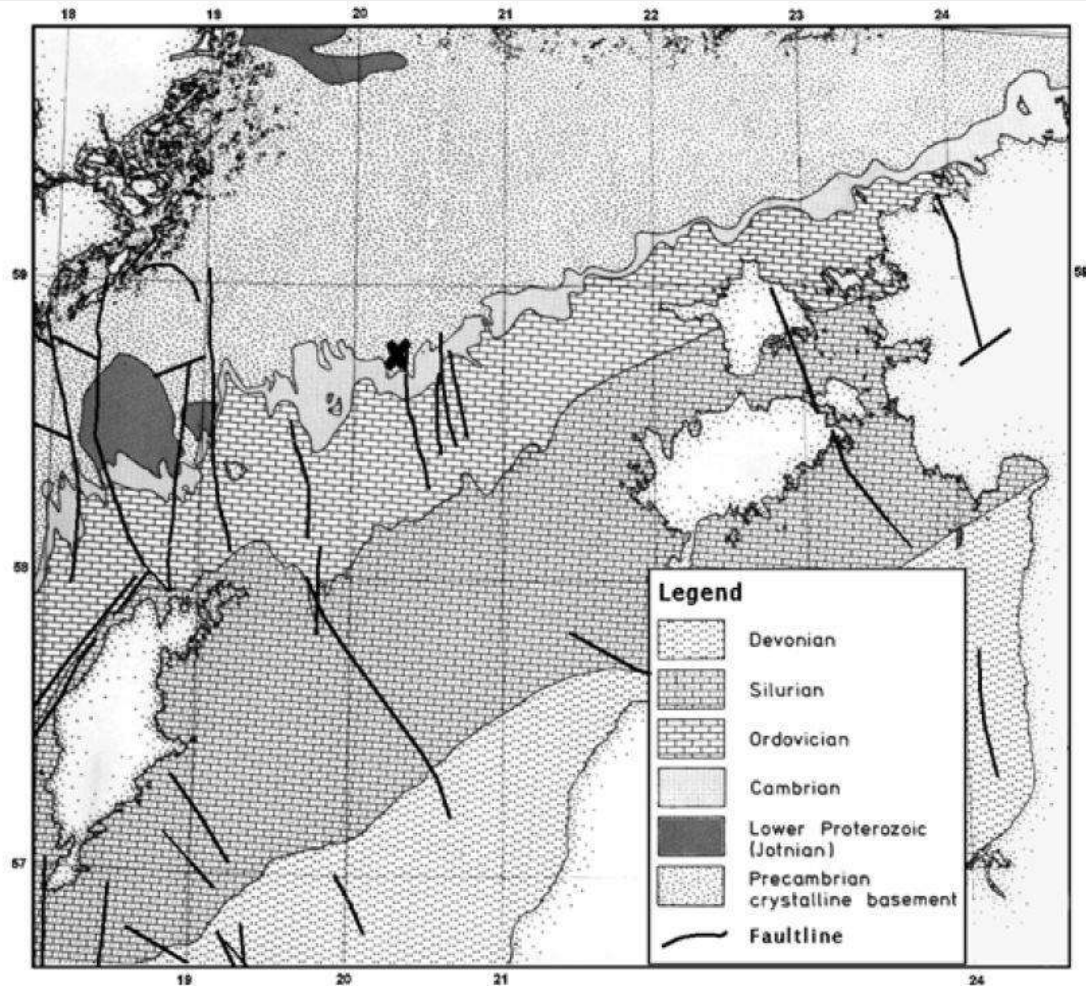 18 19 20 21 22 23 24
59
58
57
Legend
Devonian
Silurian
Ordovician
Cambrian
Lower Proterozoic
(Jotnian)
Precambrian
crystalline basement
Faultline
19 20 21 24